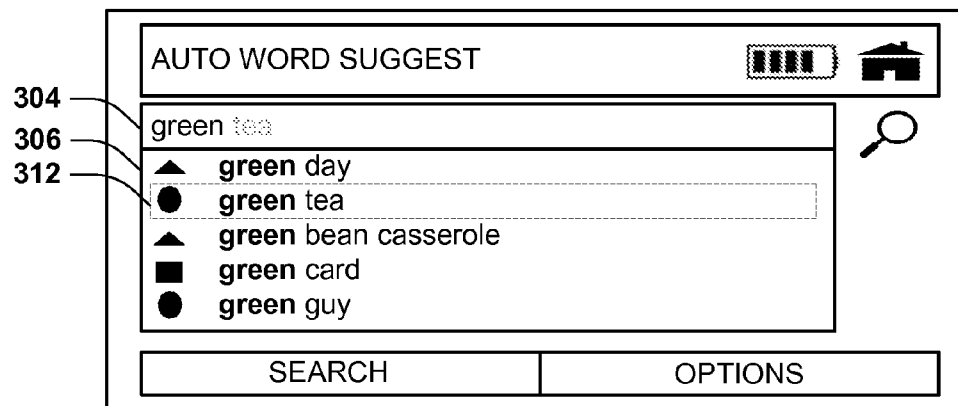 AUTO WORD SUGGEST
304
green tea
306
green day
312
green tea
green bean casserole
green card
green guy
SEARCH
OPTIONS